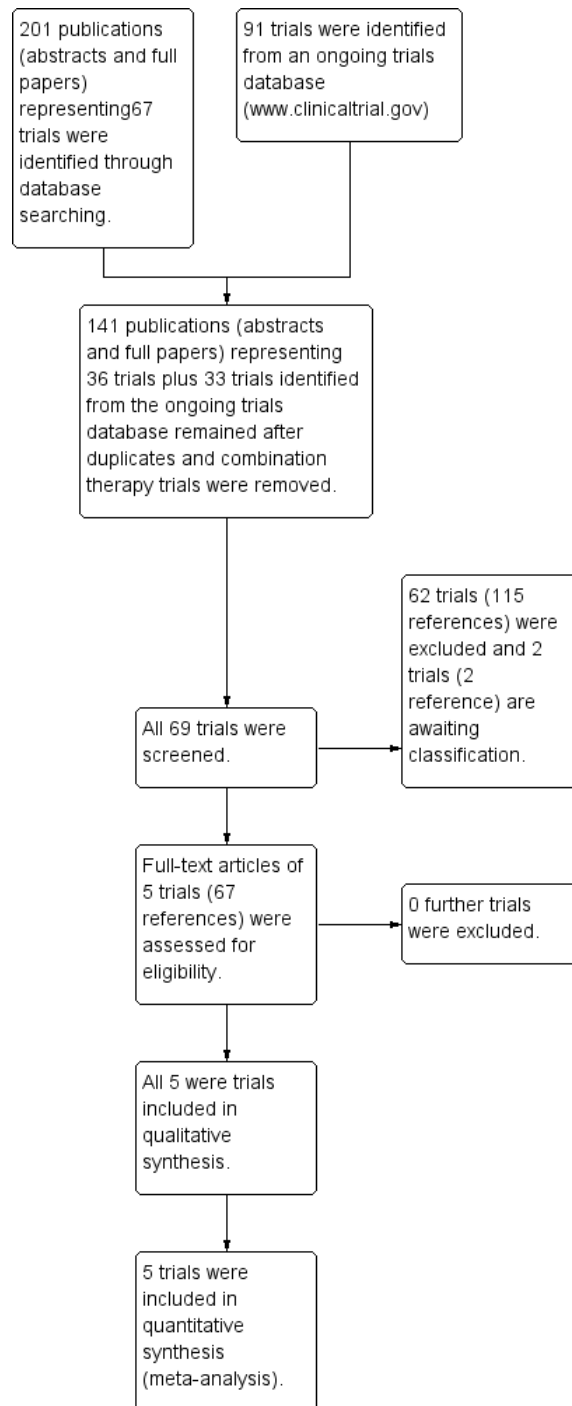 201 publications
(abstracts and full
papers)
representing67
trials were
identified through
database
searching.
91 trials were identified
from an ongoing trials
database
(www.clinicaltrial.gov)
141 publications (abstracts
and full papers) representing
36 trials plus 33 trials identified
from the ongoing trials
database remained after
duplicates and combination
therapy trials were removed.
62 trials (115
references) were
excluded and 2
trials (2
reference) are
awaiting
classification.
All 69 trials were
screened.
Full-text articles of
5 trials (67
references) were
assessed for
eligibility.
0 further trials
were excluded.
All 5 were trials
included in
qualitative
synthesis.
5 trials were
included in
quantitative
synthesis
(meta-analysis).